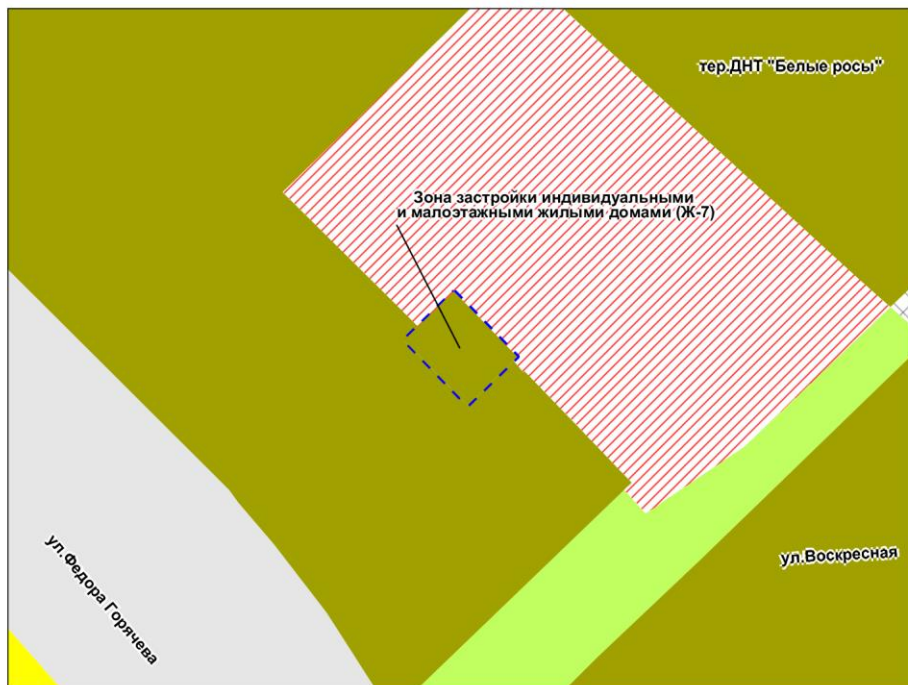 тер.ДНТ "Белые росы"
Зона застройки индивидуальными
и малоэтажными жилыми домами (Ж-7)
ул.Федора Горячева
ул.Воскресная